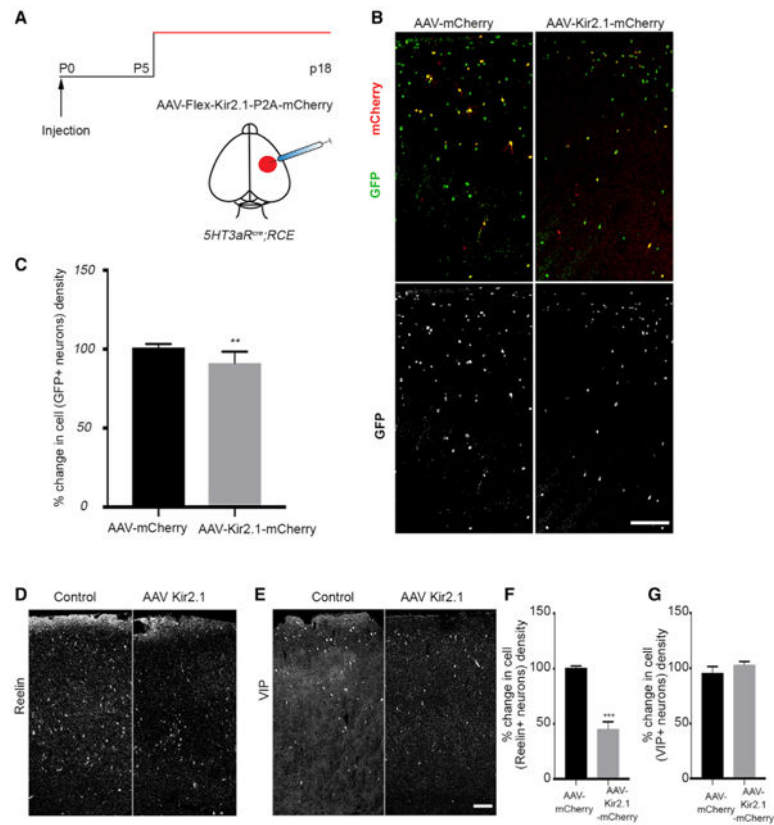 A
P0
P5
p18
Injection
AAV-Flex-Kir2.1-P2A-mCherry
5HT3aRcre;RCE
B
AAV-mCherry
AAV-Kir2.1-mCherry
GFP mCherry
GFP
C
% change in cell (GFP+ neurons) density
150
100
50
0
**
AAV-mCherry
AAV-Kir2.1-mCherry
D
Control
AAV Kir2.1
Reelin
E
Control
AAV Kir2.1
VIP
F
% change in cell
(Reelin+ neurons) density
150
100
50
0
***
AAV-
mCherry
AAV-
Kir2.1
-mCherry
G
% change in cell
(VIP+ neurons) density
150
100
50
0
AAV-
mCherry
AAV-
Kir2.1
-mCherry